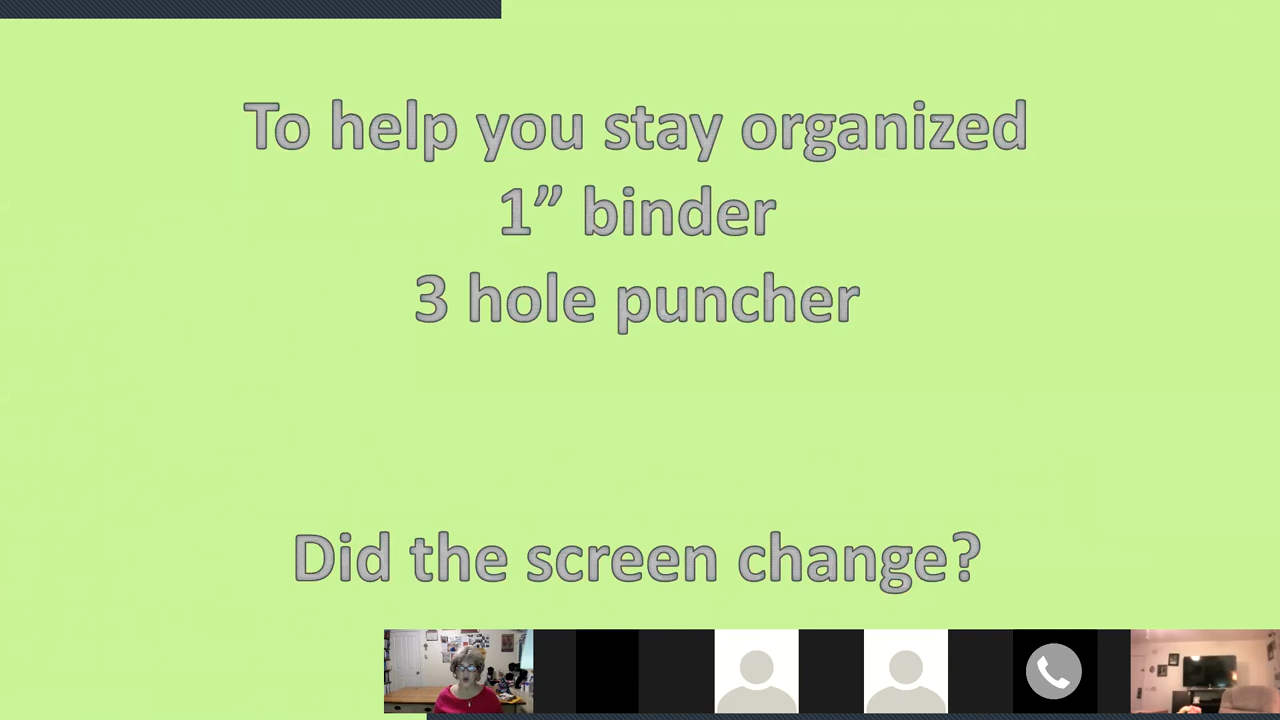 To help you stay organized
1” binder
3 hole puncher
Did the screen change?